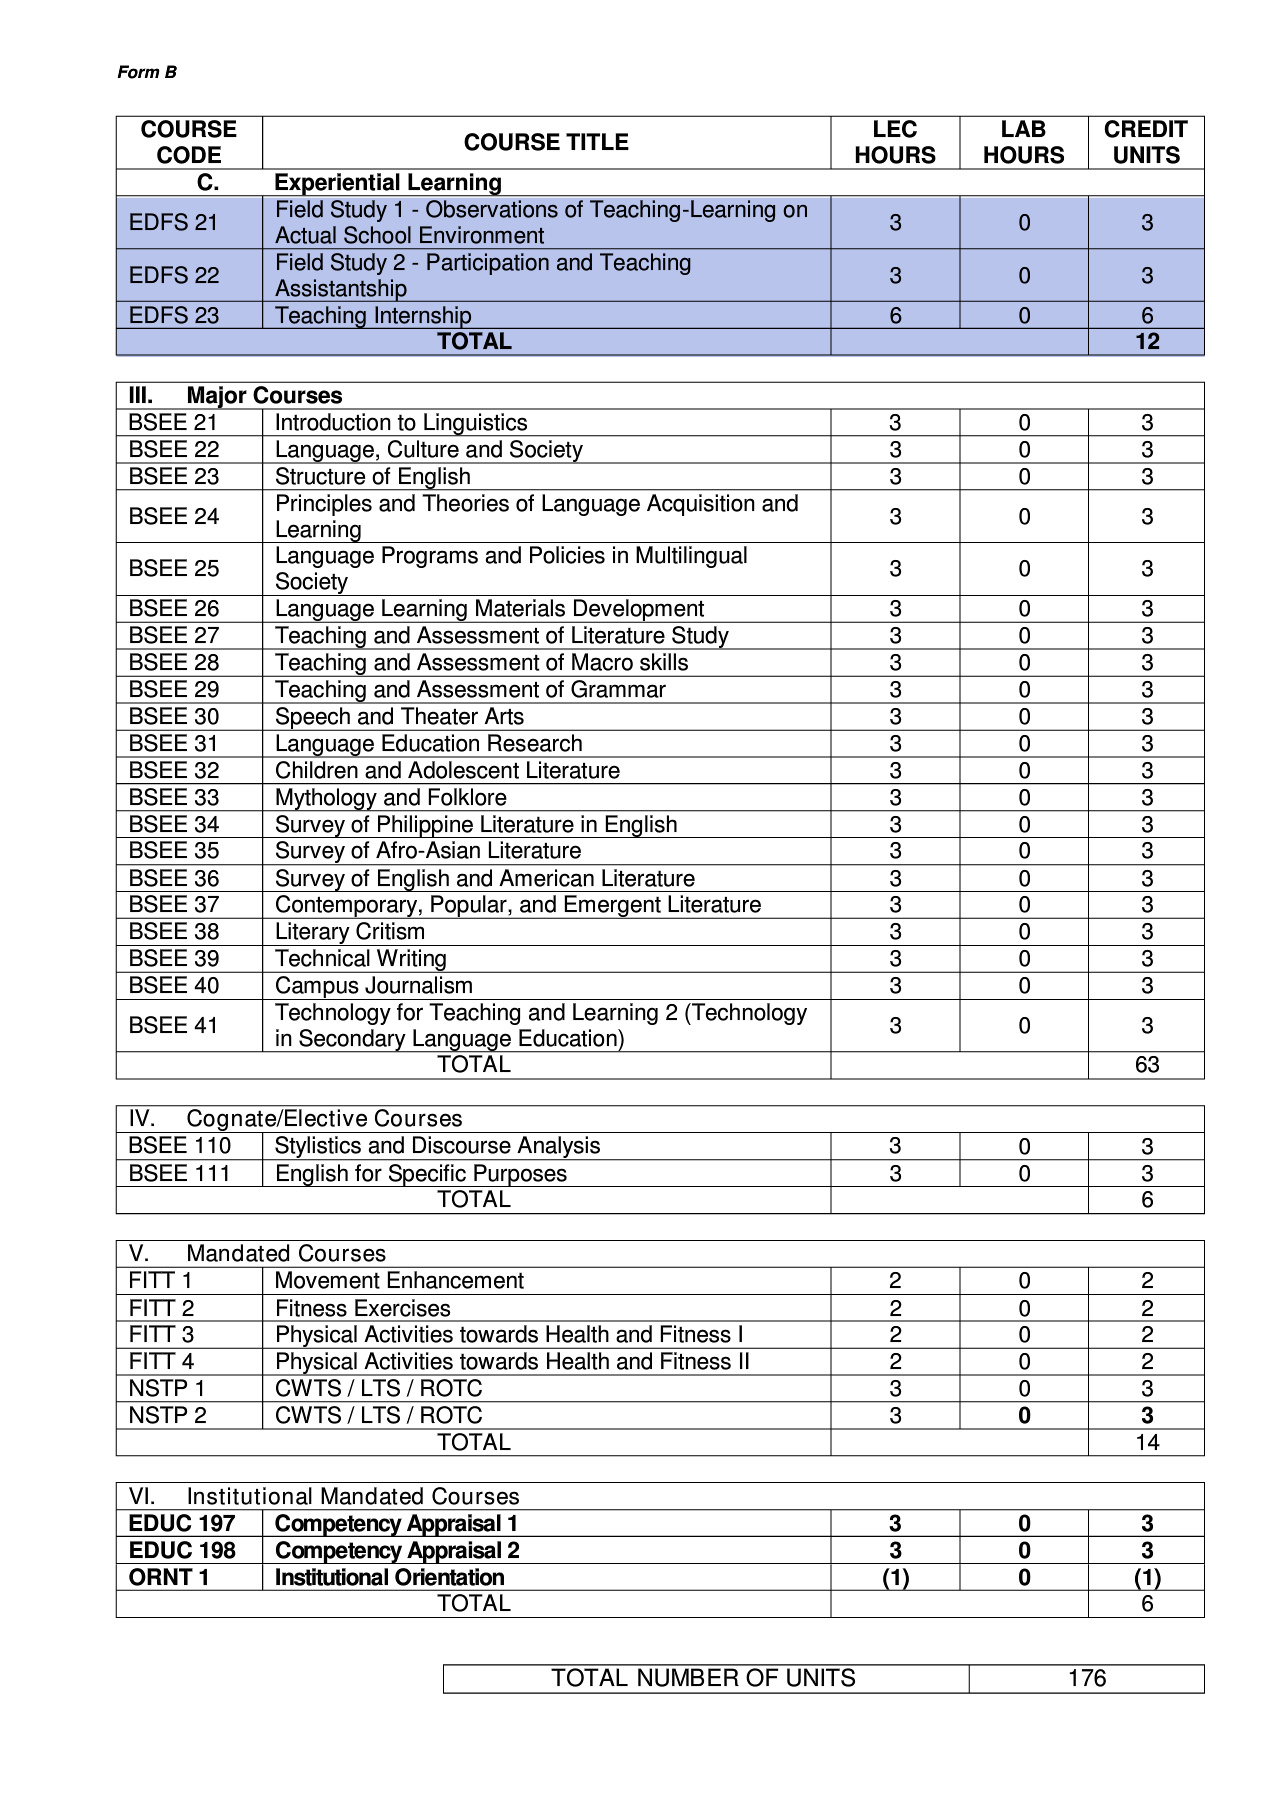 Form B
COURSE CODE | COURSE TITLE | LEC HOURS | LAB HOURS | CREDIT UNITS
C. Experiential Learning
EDFS 21 | Field Study 1 - Observations of Teaching-Learning on Actual School Environment | 3 | 0 | 3
EDFS 22 | Field Study 2 - Participation and Teaching Assistantship | 3 | 0 | 3
EDFS 23 | Teaching Internship | 6 | 0 | 6
TOTAL | 12
III. Major Courses
BSEE 21 | Introduction to Linguistics | 3 | 0 | 3
BSEE 22 | Language, Culture and Society | 3 | 0 | 3
BSEE 23 | Structure of English | 3 | 0 | 3
BSEE 24 | Principles and Theories of Language Acquisition and Learning | 3 | 0 | 3
BSEE 25 | Language Programs and Policies in Multilingual Society | 3 | 0 | 3
BSEE 26 | Language Learning Materials Development | 3 | 0 | 3
BSEE 27 | Teaching and Assessment of Literature Study | 3 | 0 | 3
BSEE 28 | Teaching and Assessment of Macro skills | 3 | 0 | 3
BSEE 29 | Teaching and Assessment of Grammar | 3 | 0 | 3
BSEE 30 | Speech and Theater Arts | 3 | 0 | 3
BSEE 31 | Language Education Research | 3 | 0 | 3
BSEE 32 | Children and Adolescent Literature | 3 | 0 | 3
BSEE 33 | Mythology and Folklore | 3 | 0 | 3
BSEE 34 | Survey of Philippine Literature in English | 3 | 0 | 3
BSEE 35 | Survey of Afro-Asian Literature | 3 | 0 | 3
BSEE 36 | Survey of English and American Literature | 3 | 0 | 3
BSEE 37 | Contemporary, Popular, and Emergent Literature | 3 | 0 | 3
BSEE 38 | Literary Critism | 3 | 0 | 3
BSEE 39 | Technical Writing | 3 | 0 | 3
BSEE 40 | Campus Journalism | 3 | 0 | 3
BSEE 41 | Technology for Teaching and Learning 2 (Technology in Secondary Language Education) | 3 | 0 | 3
TOTAL | 63
IV. Cognate/Elective Courses
BSEE 110 | Stylistics and Discourse Analysis | 3 | 0 | 3
BSEE 111 | English for Specific Purposes | 3 | 0 | 3
TOTAL | 6
V. Mandated Courses
FITT 1 | Movement Enhancement | 2 | 0 | 2
FITT 2 | Fitness Exercises | 2 | 0 | 2
FITT 3 | Physical Activities towards Health and Fitness I | 2 | 0 | 2
FITT 4 | Physical Activities towards Health and Fitness II | 2 | 0 | 2
NSTP 1 | CWTS / LTS / ROTC | 3 | 0 | 3
NSTP 2 | CWTS / LTS / ROTC | 3 | 0 | 3
TOTAL | 14
VI. Institutional Mandated Courses
EDUC 197 | Competency Appraisal 1 | 3 | 0 | 3
EDUC 198 | Competency Appraisal 2 | 3 | 0 | 3
ORNT 1 | Institutional Orientation | (1) | 0 | (1)
TOTAL | 6
TOTAL NUMBER OF UNITS | 176